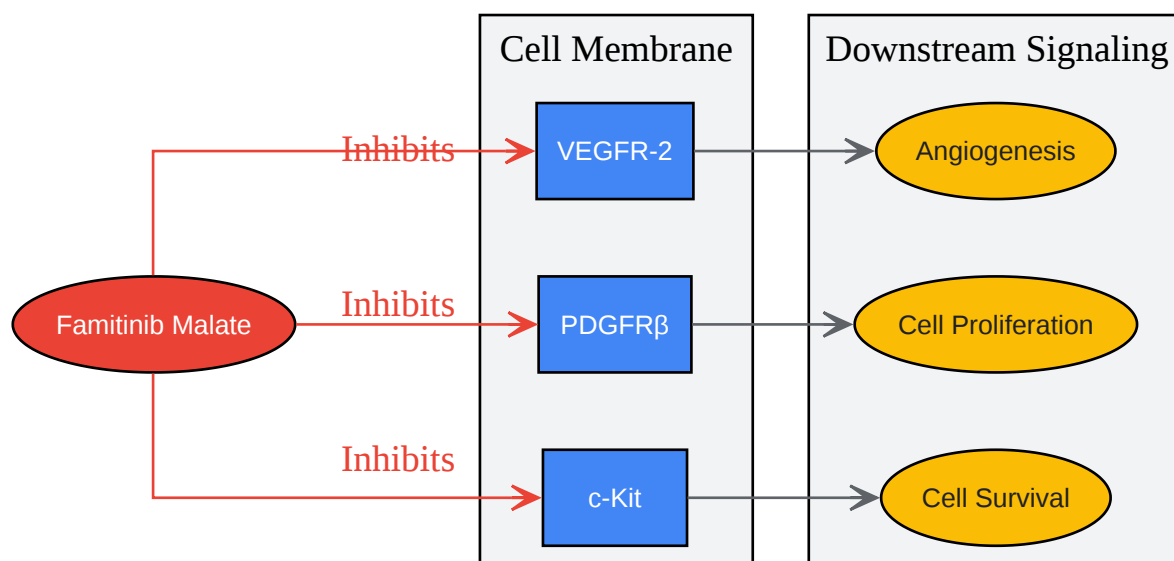 Cell Membrane
Downstream Signaling
Inhibits
VEGFR-2
Angiogenesis
Famitinib Malate
Inhibits
PDGFRβ
Cell Proliferation
Inhibits
c-Kit
Cell Survival